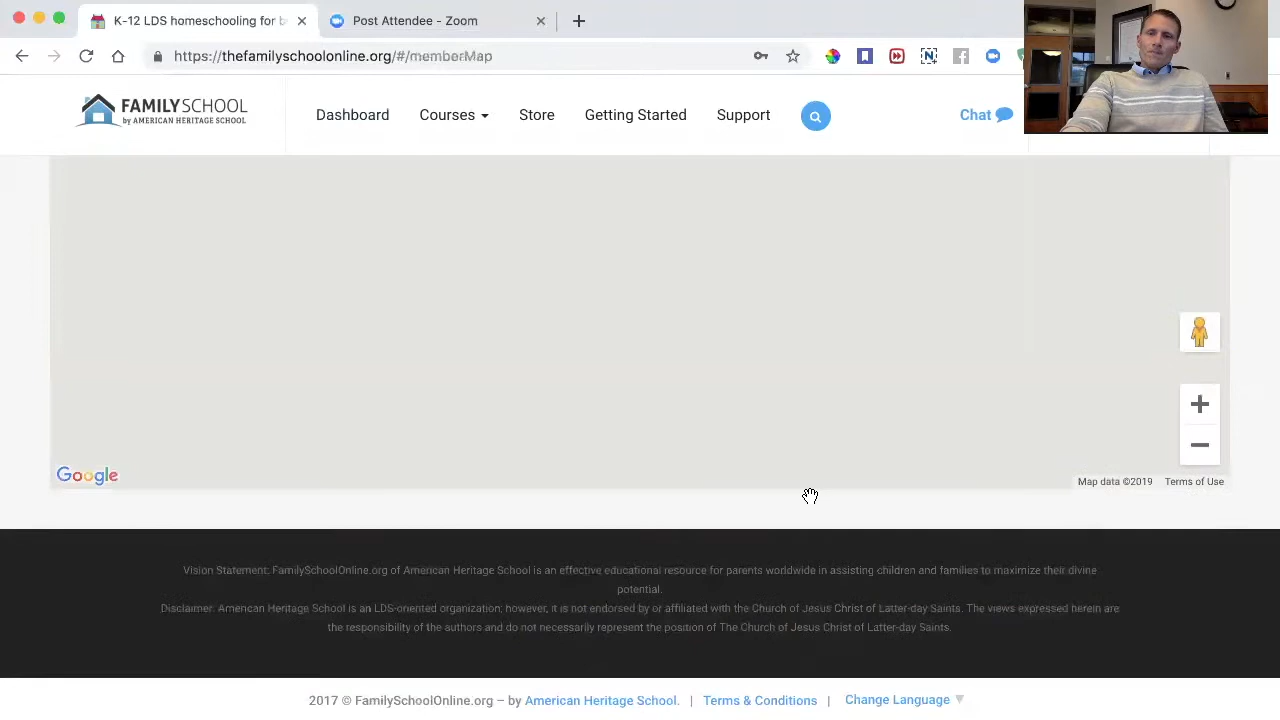 K-12 LDS homeschooling for b
Post Attendee - Zoom
https://thefamilyschoolonline.org/#/memberMap
FAMILYSCHOOL
by AMERICAN HERITAGE SCHOOL
Dashboard
Courses
Store
Getting Started
Support
Chat
Google
Map data ©2019 Terms of Use
Vision Statement: FamilySchoolOnline.org of American Heritage School is an effective educational resource for parents worldwide in assisting children and families to maximize their divine
potential.
Disclaimer: American Heritage School is an LDS-oriented organization; however, it is not endorsed by or affiliated with the Church of Jesus Christ of Latter-day Saints. The views expressed herein are
the responsibility of the authors and do not necessarily represent the position of The Church of Jesus Christ of Latter-day Saints.
2017 © FamilySchoolOnline.org – by American Heritage School. | Terms & Conditions | Change Language